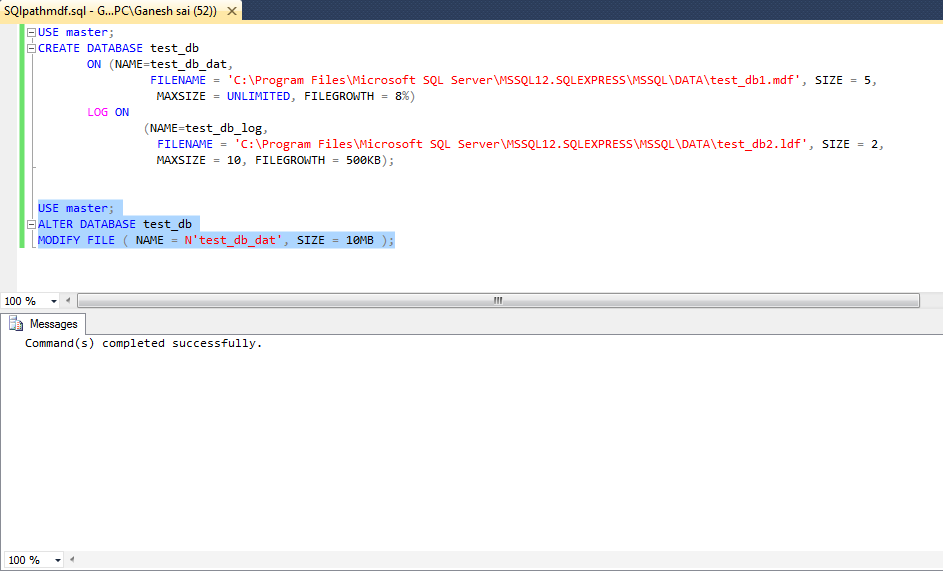 SQlpathmdf.sql - G...PC\Ganesh sai (52))
USE master;
CREATE DATABASE test_db
ON (NAME=test_db_dat,
FILENAME = 'C:\Program Files\Microsoft SQL Server\MSSQL12.SQLEXPRESS\MSSQL\DATA\test_db1.mdf', SIZE = 5,
MAXSIZE = UNLIMITED, FILEGROWTH = 8%)
LOG ON
(NAME=test_db_log,
FILENAME = 'C:\Program Files\Microsoft SQL Server\MSSQL12.SQLEXPRESS\MSSQL\DATA\test_db2.ldf', SIZE = 2,
MAXSIZE = 10, FILEGROWTH = 500KB);
USE master;
ALTER DATABASE test_db
MODIFY FILE ( NAME = N'test_db_dat', SIZE = 10MB );
100 %
Messages
Command(s) completed successfully.
100 %